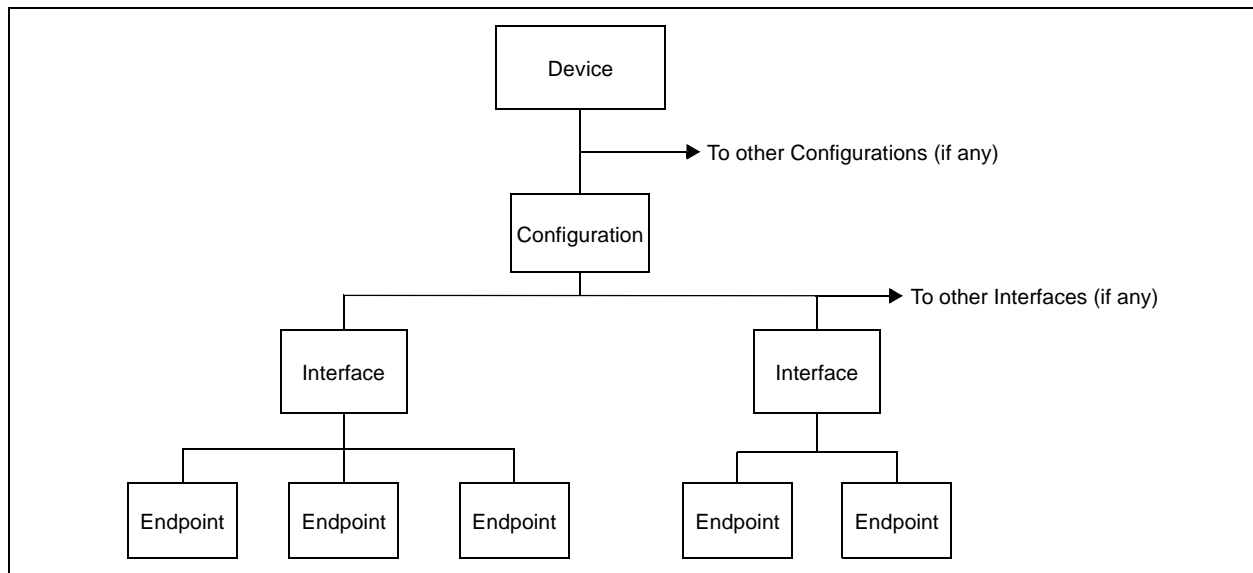 Device
To other Configurations (if any)
Configuration
To other Interfaces (if any)
Interface
Interface
Endpoint
Endpoint
Endpoint
Endpoint
Endpoint